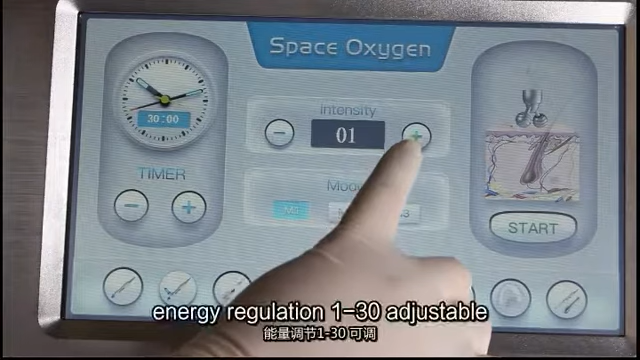 Space Oxygen
Intensity
01
30:00
TIMER
Mode
START
energy regulation 1-30 adjustable
能量调节1-30可调